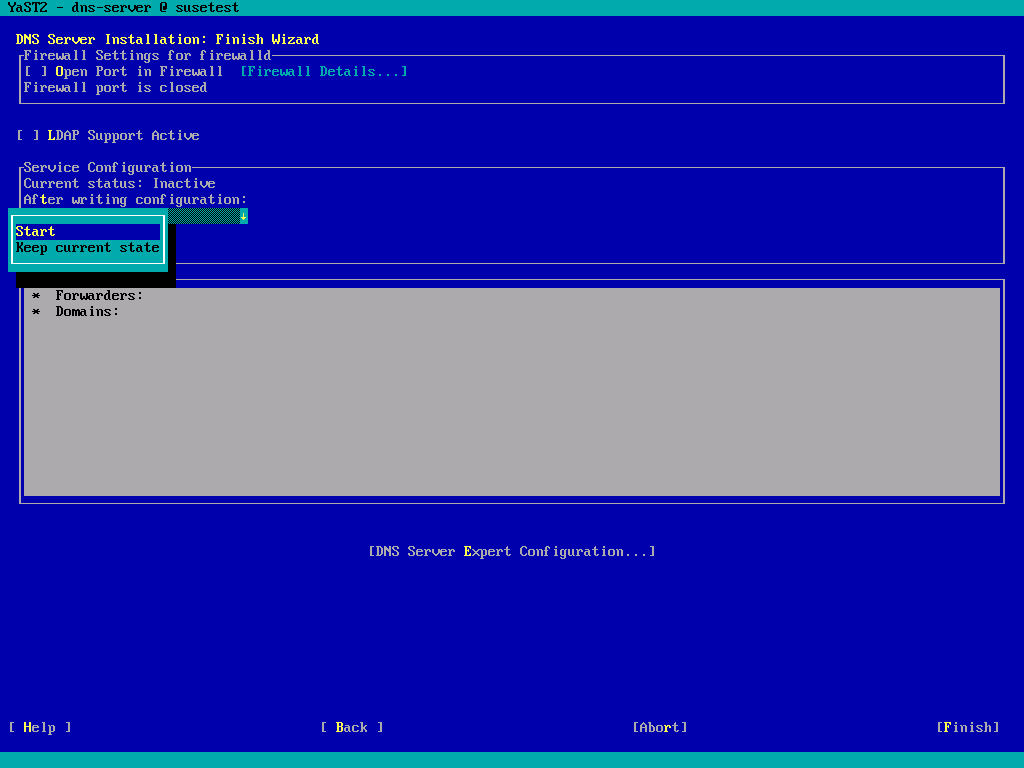 YaST2 - dns-server @ susetest
DNS Server Installation: Finish Wizard
Firewall Settings for firewalld
[ ] Open Port in Firewall [Firewall Details...]
Firewall port is closed
[ ] LDAP Support Active
Service Configuration
Current status: Inactive
After writing configuration:
↓
Start
Keep current state
* Forwarders:
* Domains:
[DNS Server Expert Configuration...]
[ Help ] [ Back ] [Abort] [Finish]